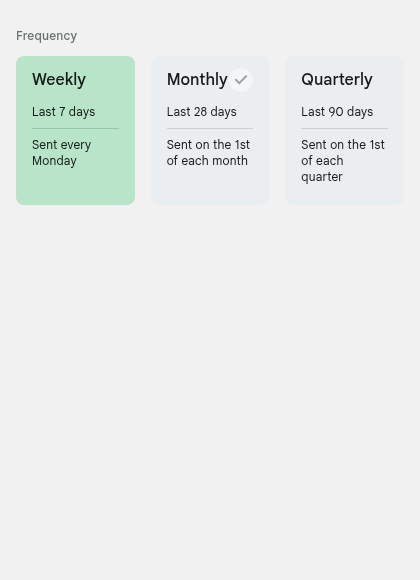 Frequency
Weekly
Last 7 days
Sent every
Monday
Monthly
Last 28 days
Sent on the 1st
of each month
Quarterly
Last 90 days
Sent on the 1st
of each
quarter